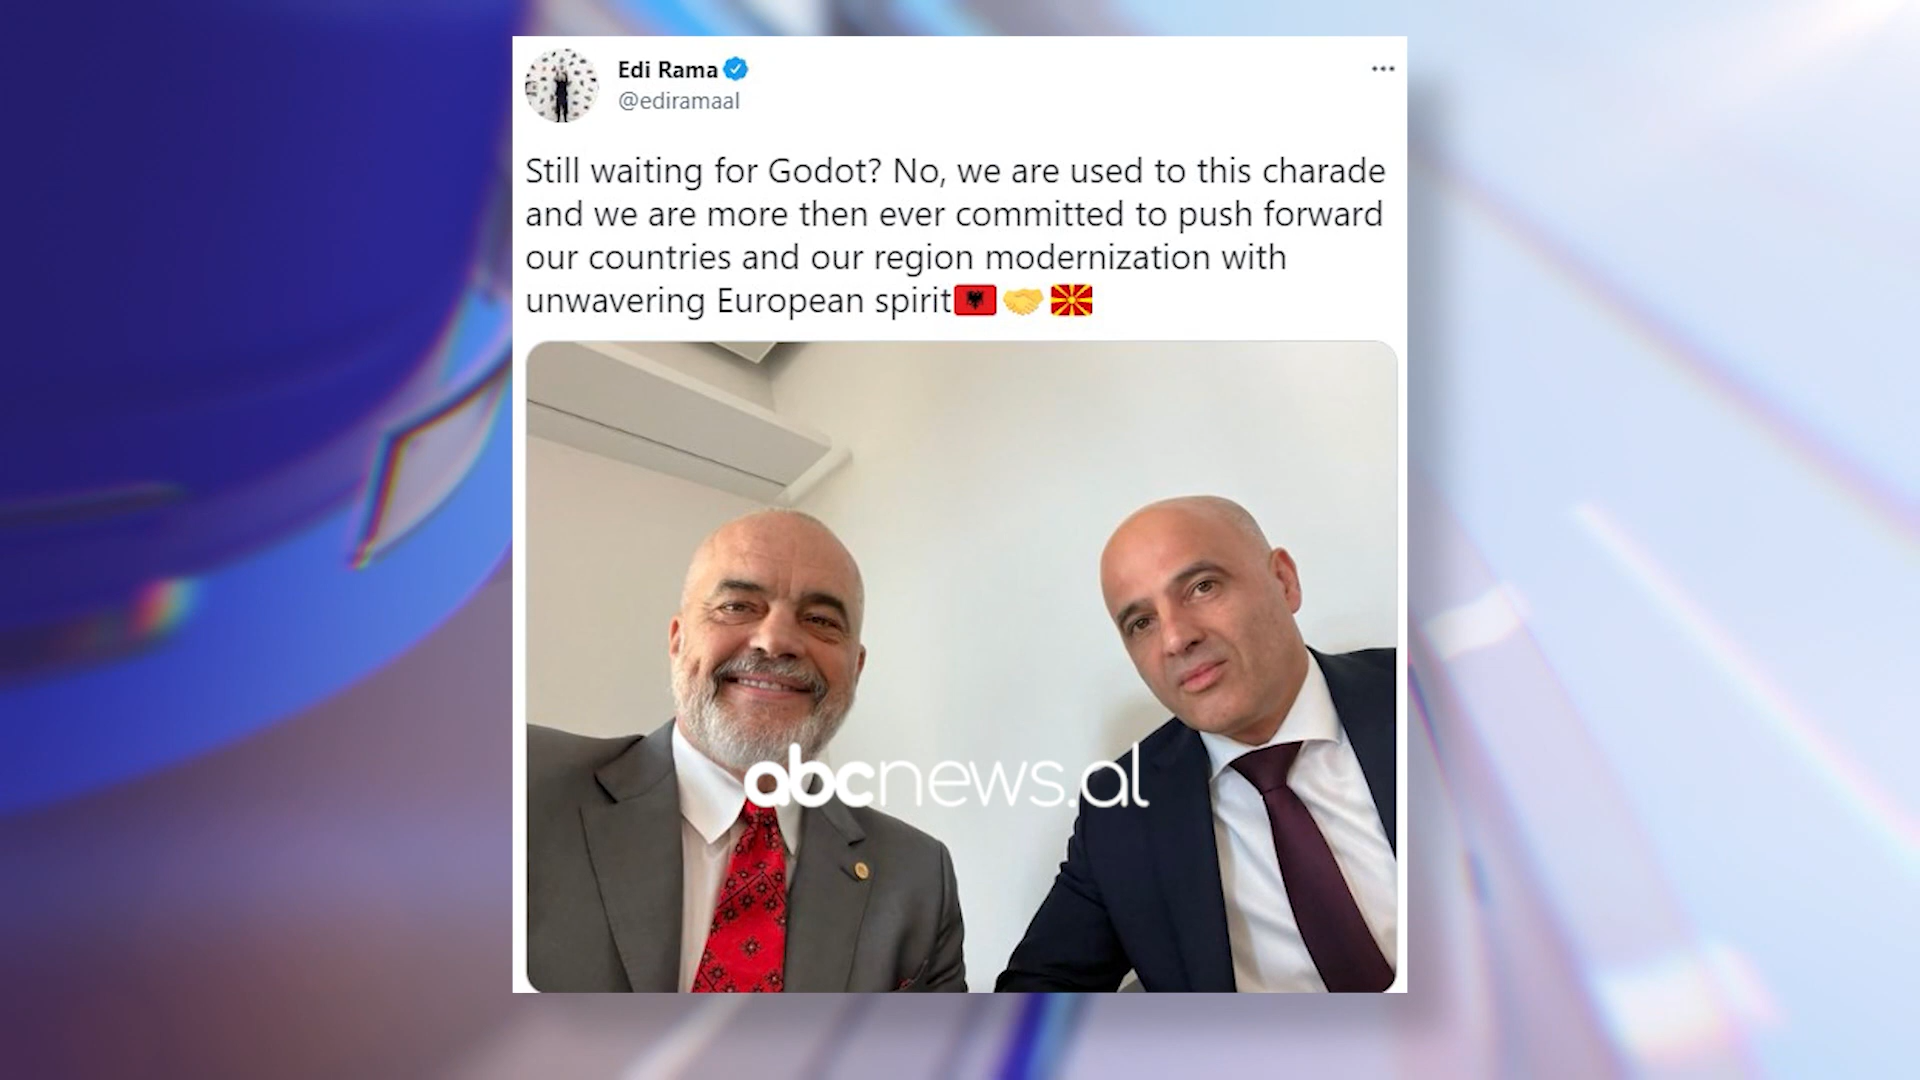 Edi Rama
@ediramaal
Still waiting for Godot? No, we are used to this charade
and we are more then ever committed to push forward
our countries and our region modernization with
unwavering European spirit🇦🇱🤝🇲🇰
abcnews.al